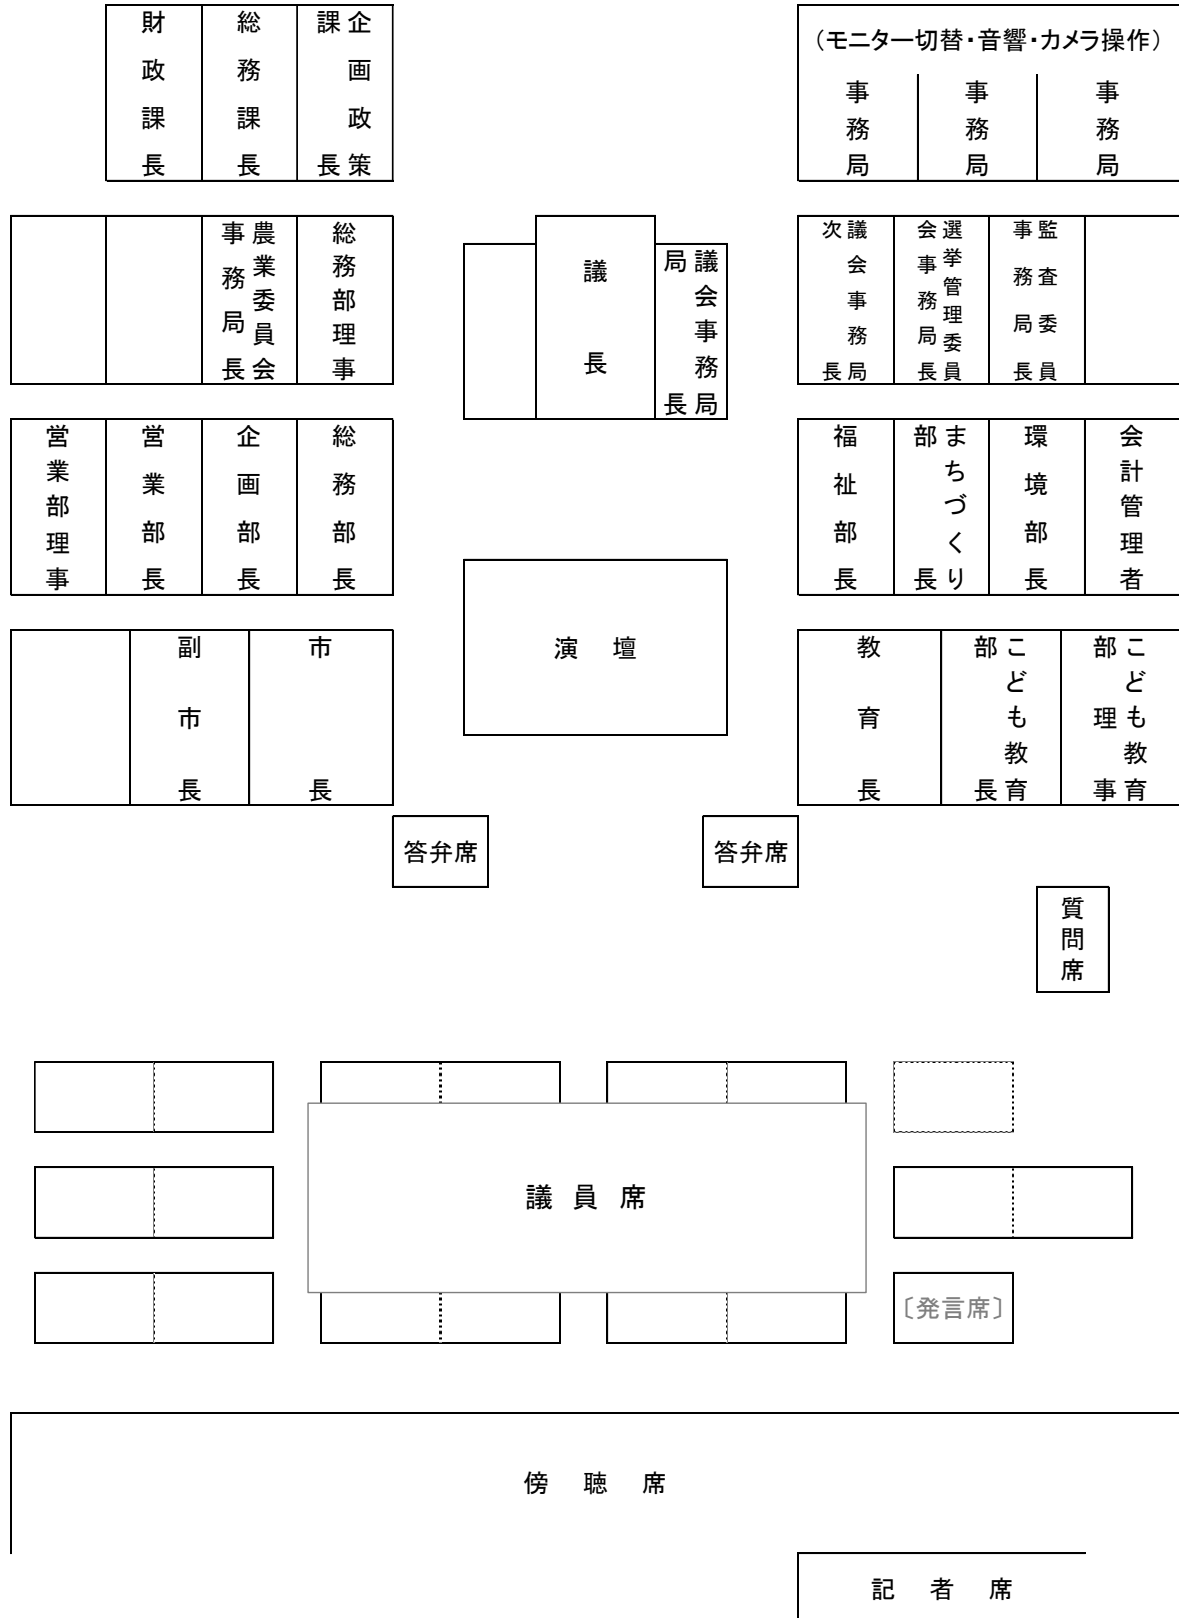 財政課長
総務課長
企画政策課長
（モニター切替・音響・カメラ操作）
事務局
事務局
事務局
農業委員会事務局長
総務部理事
議長
議会事務局長
議会事務局次長
選挙管理委員会事務局長
監査委員事務局長
営業部理事
営業部長
企画部長
総務部長
福祉部長
まちづくり部長
環境部長
会計管理者
副市長
市長
演壇
教育長
こども教育部長
こども教育部理事
答弁席
答弁席
質問席
議員席
〔発言席〕
傍聴席
記者席